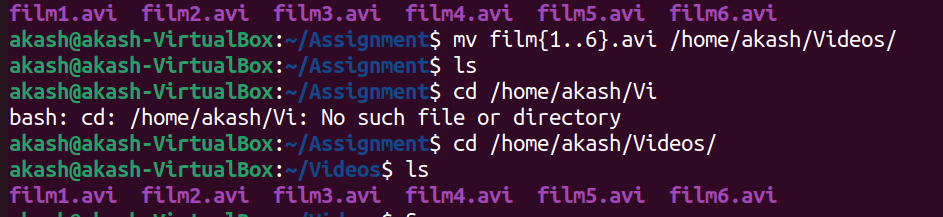 film1.avi film2.avi film3.avi film4.avi film5.avi film6.avi
akash@akash-VirtualBox:~/Assignment$ mv film{1..6}.avi /home/akash/Videos/
akash@akash-VirtualBox:~/Assignment$ ls
akash@akash-VirtualBox:~/Assignment$ cd /home/akash/Vi
bash: cd: /home/akash/Vi: No such file or directory
akash@akash-VirtualBox:~/Assignment$ cd /home/akash/Videos/
akash@akash-VirtualBox:~/Videos$ ls
film1.avi film2.avi film3.avi film4.avi film5.avi film6.avi